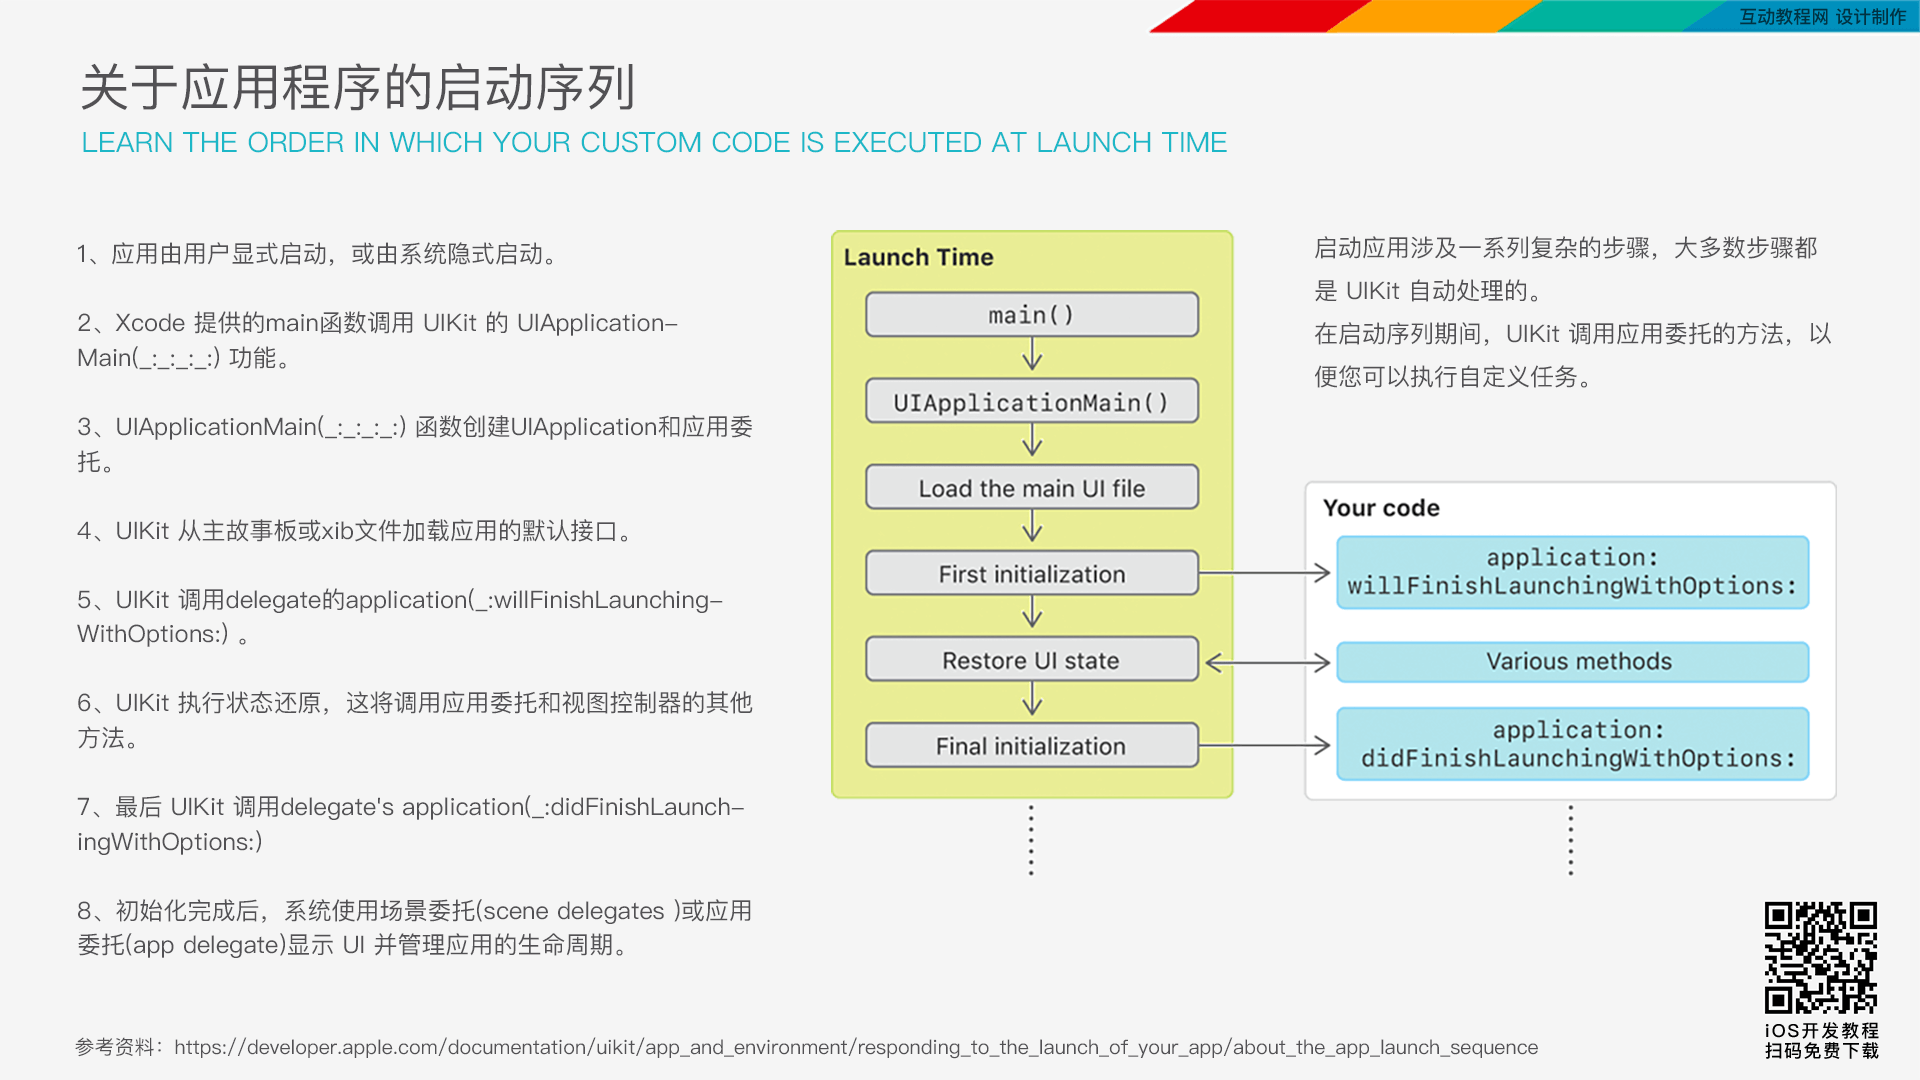 互动教程网 设计制作
关于应用程序的启动序列
LEARN THE ORDER IN WHICH YOUR CUSTOM CODE IS EXECUTED AT LAUNCH TIME
1、应用由用户显式启动，或由系统隐式启动。
2、Xcode 提供的main函数调用 UIKit 的 UIApplication-
Main(_:_:_:_:) 功能。
3、UIApplicationMain(_:_:_:_:) 函数创建UIApplication和应用委
托。
4、UIKit 从主故事板或xib文件加载应用的默认接口。
5、UIKit 调用delegate的application(_:willFinishLaunching-
WithOptions:) 。
6、UIKit 执行状态还原，这将调用应用委托和视图控制器的其他
方法。
7、最后 UIKit 调用delegate's application(_:didFinishLaunch-
ingWithOptions:)
8、初始化完成后，系统使用场景委托(scene delegates )或应用
委托(app delegate)显示 UI 并管理应用的生命周期。
Launch Time
main()
UIApplicationMain()
Load the main UI file
First initialization
Restore UI state
Final initialization
启动应用涉及一系列复杂的步骤，大多数步骤都
是 UIKit 自动处理的。
在启动序列期间，UIKit 调用应用委托的方法，以
便您可以执行自定义任务。
Your code
application:
willFinishLaunchingWithOptions:
Various methods
application:
didFinishLaunchingWithOptions:
iOS开发教程
扫码免费下载
参考资料：https://developer.apple.com/documentation/uikit/app_and_environment/responding_to_the_launch_of_your_app/about_the_app_launch_sequence